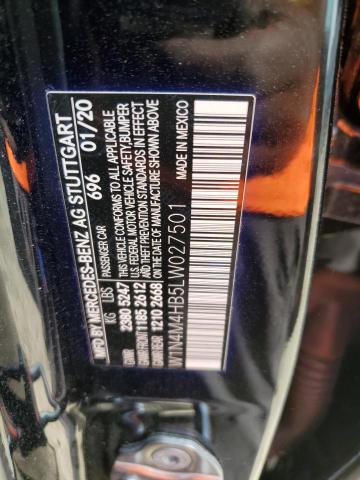 MFD BY MERCEDES-BENZ AG STUTTGART
PASSENGER CAR 696 01/20
KG LBS
GVWR 2380 5247
GAWR FRONT 1185 2612
GAWR REAR 1210 2668
THIS VEHICLE CONFORMS TO ALL APPLICABLE
U.S. FEDERAL MOTOR VEHICLE SAFETY, BUMPER
AND THEFT PREVENTION STANDARDS IN EFFECT
ON THE DATE OF MANUFACTURE SHOWN ABOVE
W1N4M4HB5LW027501
MADE IN MEXICO